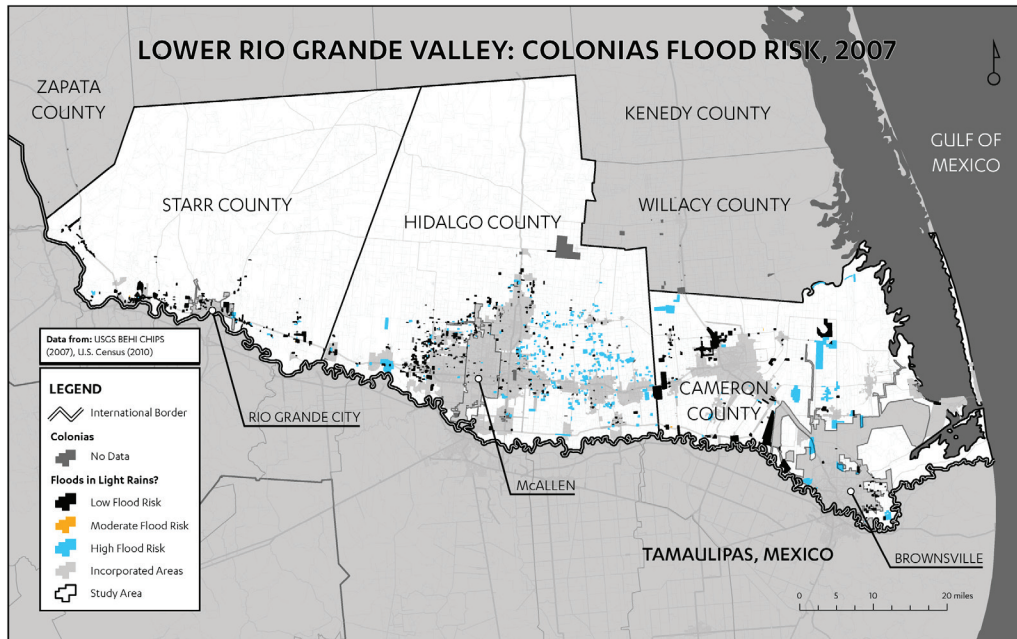 LOWER RIO GRANDE VALLEY: COLONIAS FLOOD RISK, 2007
ZAPATA
COUNTY
KENEDY COUNTY
GULF OF
MEXICO
STARR COUNTY
HIDALGO COUNTY
WILLACY COUNTY
Data from: USGS BEHI CHIPS
(2007), U.S. Census (2010)
LEGEND
International Border
Colonias
No Data
Floods in Light Rains?
Low Flood Risk
Moderate Flood Risk
High Flood Risk
Incorporated Areas
Study Area
RIO GRANDE CITY
CAMERON
COUNTY
McALLEN
TAMAULIPAS, MEXICO
BROWNSVILLE
0 5 10 20 miles